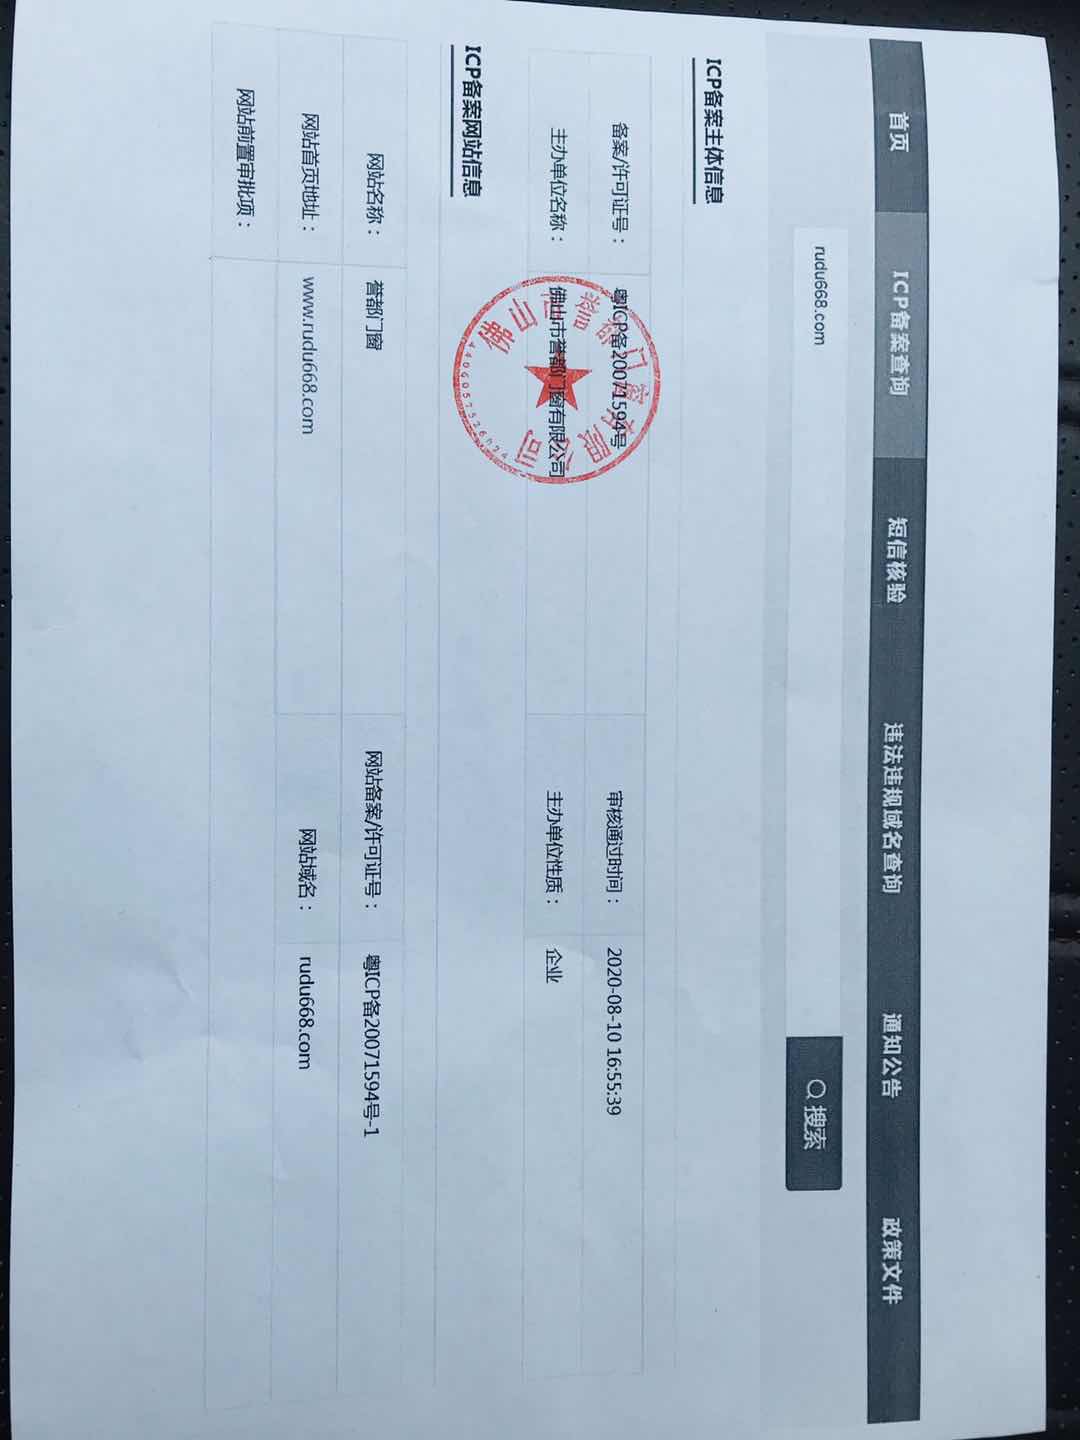 首页 ICP备案查询 短信核验 违法违规域名查询 通知公告 政策文件
rudu668.com 搜索
ICP备案主体信息
备案/许可证号： 粤ICP备20071594号 审核通过时间： 2020-08-10 16:55:39
主办单位名称： 佛山市誉都门窗有限公司 主办单位性质： 企业
佛山市誉都门窗有限公司
ICP备案网站信息
网站名称： 誉都门窗 网站备案/许可证号： 粤ICP备20071594号-1
网站首页地址： www.rudu668.com 网站域名： rudu668.com
网站前置审批项：